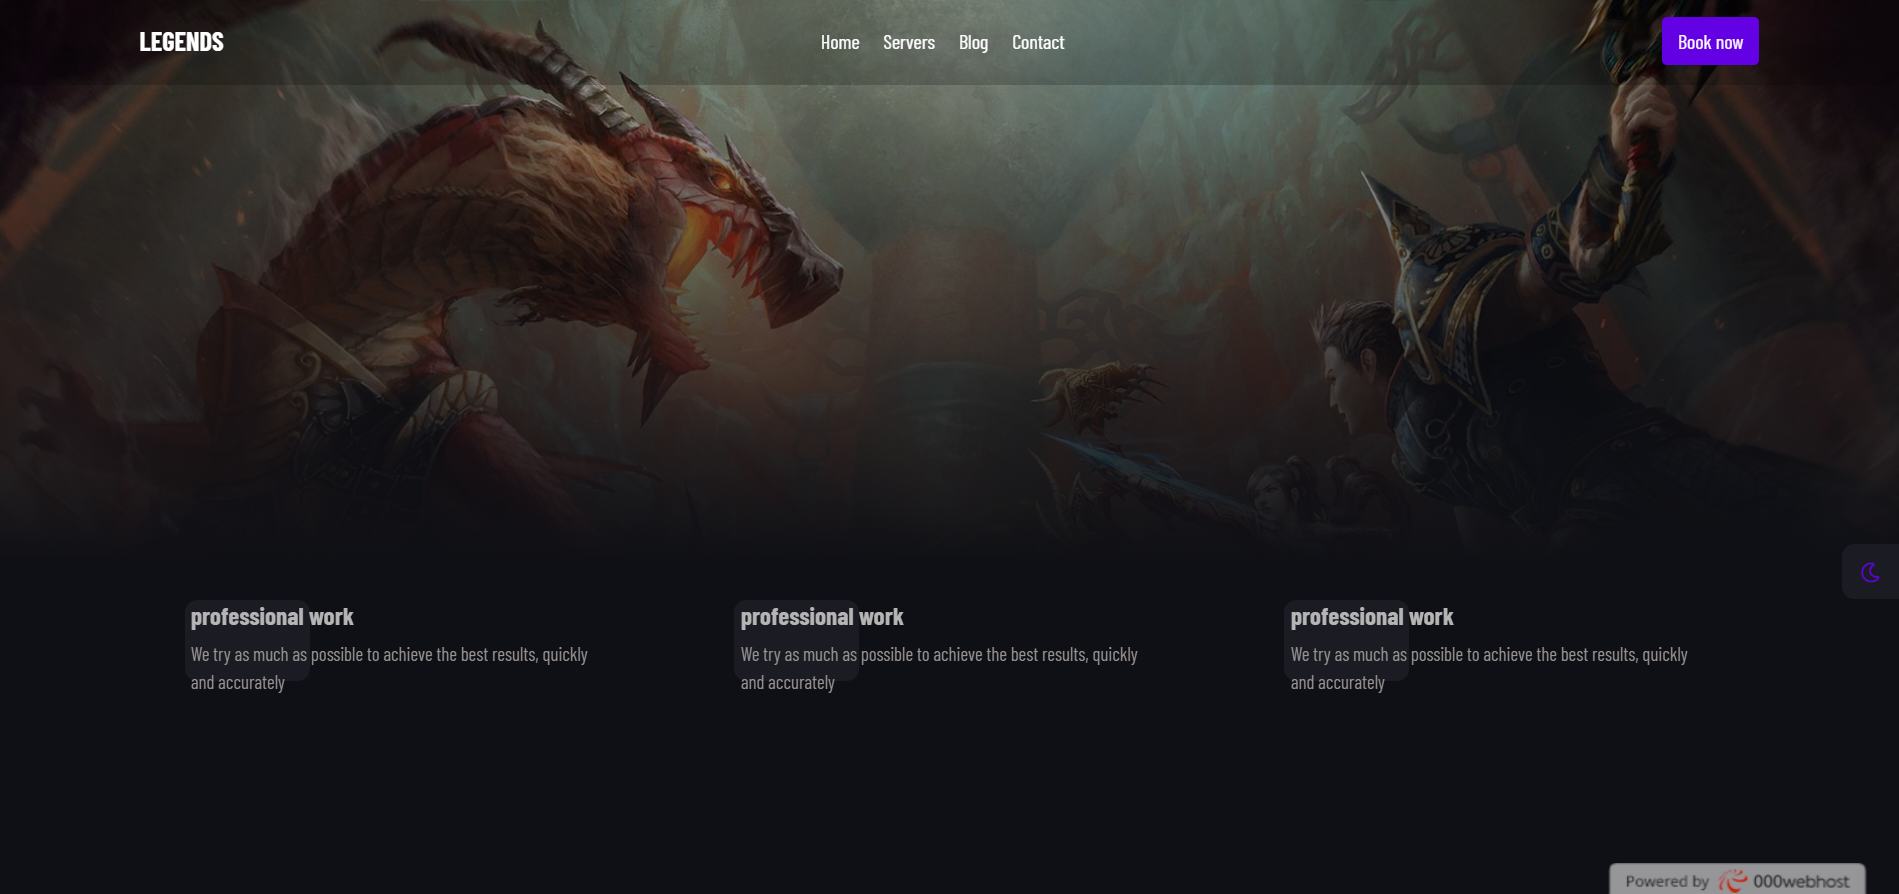 LEGENDS
Home Servers Blog Contact
Book now
professional work
We try as much as possible to achieve the best results, quickly
and accurately
professional work
We try as much as possible to achieve the best results, quickly
and accurately
professional work
We try as much as possible to achieve the best results, quickly
and accurately
Powered by 000webhost